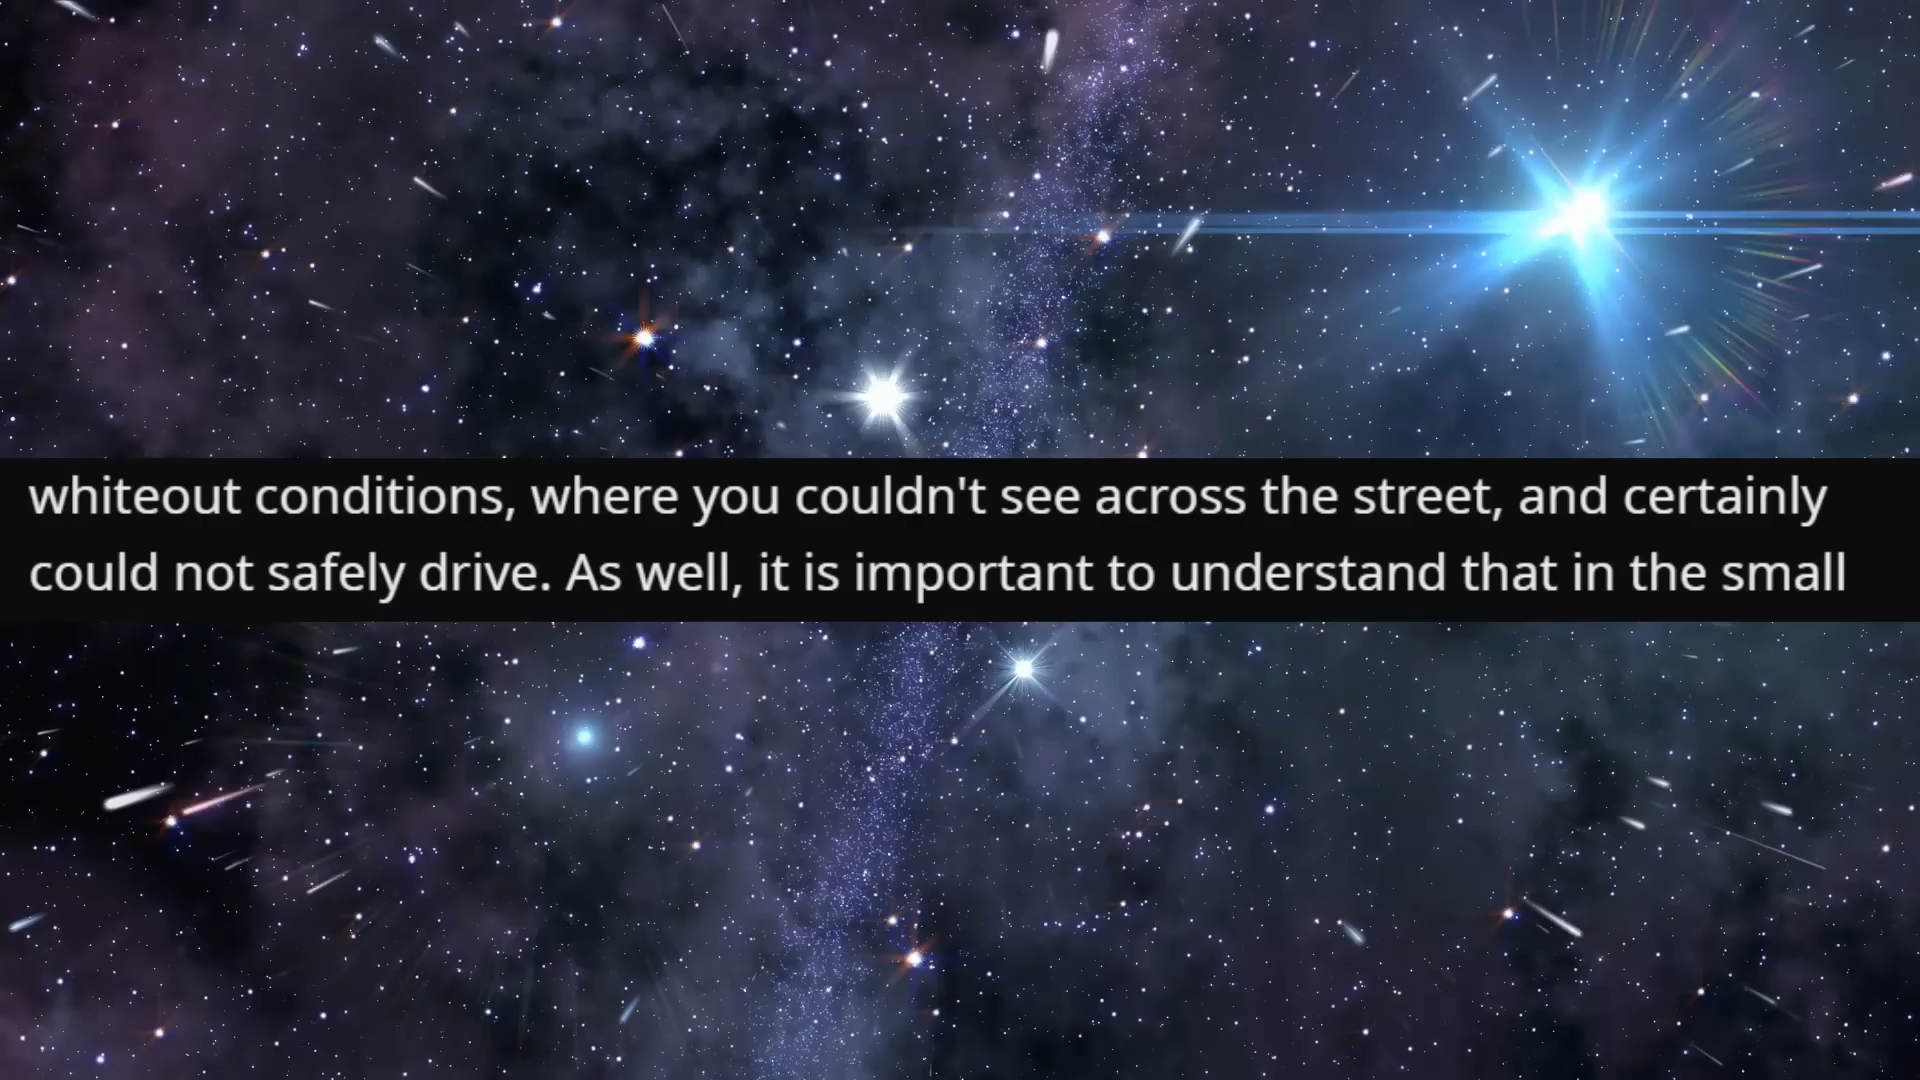 whiteout conditions, where you couldn't see across the street, and certainly
could not safely drive. As well, it is important to understand that in the small